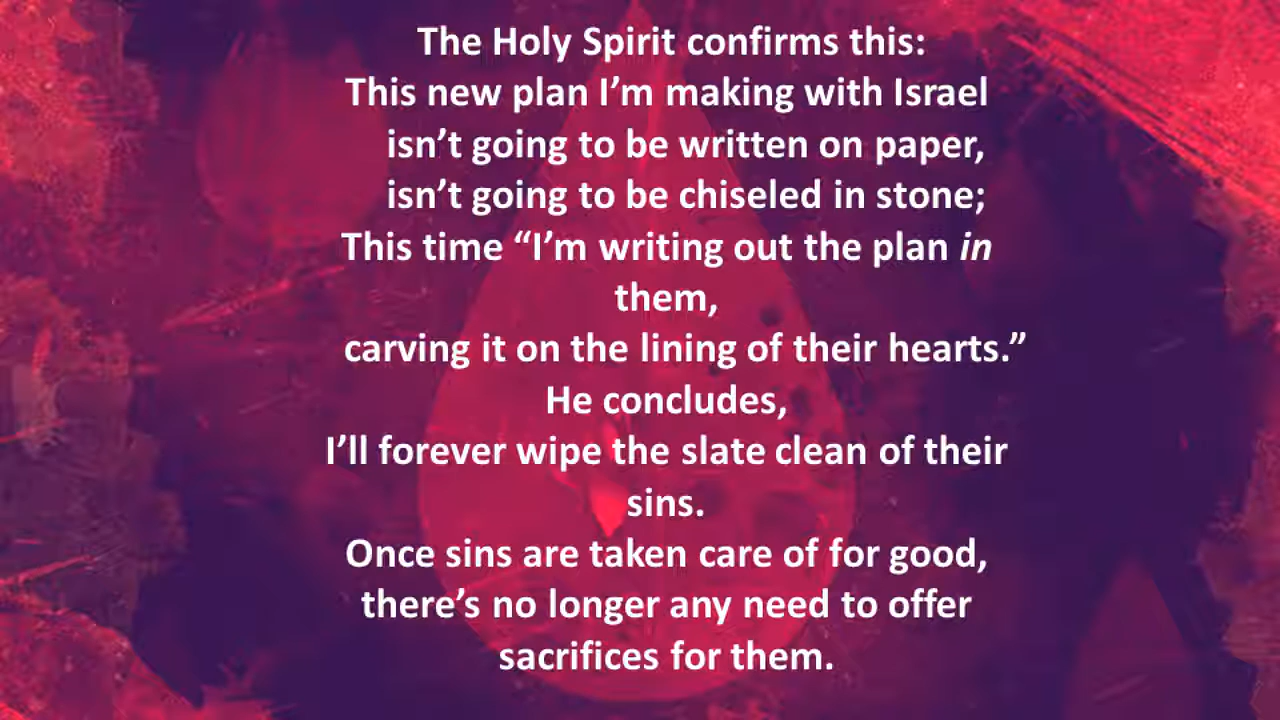 The Holy Spirit confirms this:
This new plan I’m making with Israel
isn’t going to be written on paper,
isn’t going to be chiseled in stone;
This time “I’m writing out the plan in
them,
carving it on the lining of their hearts.”
He concludes,
I’ll forever wipe the slate clean of their
sins.
Once sins are taken care of for good,
there’s no longer any need to offer
sacrifices for them.